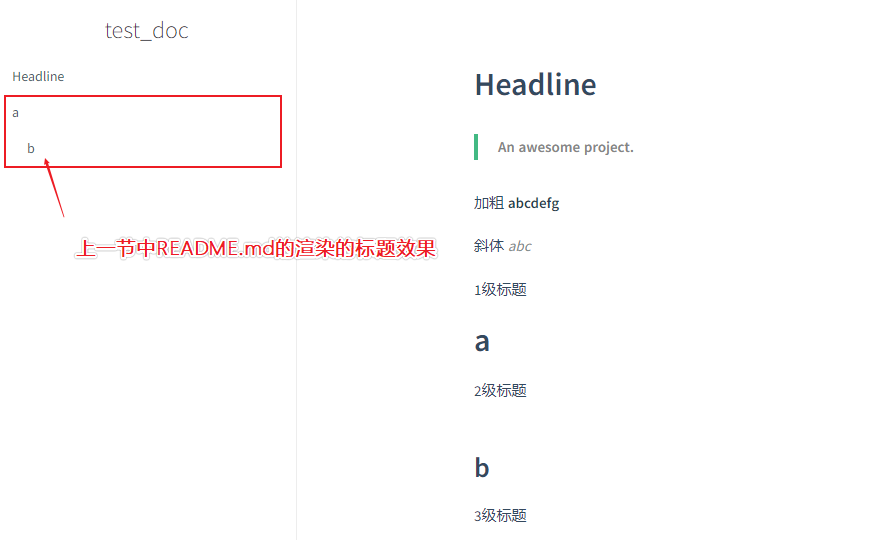 test_doc
Headline
a
b
上一节中README.md的渲染的标题效果
Headline
An awesome project.
加粗 abcdefg
斜体 abc
1级标题
a
2级标题
b
3级标题